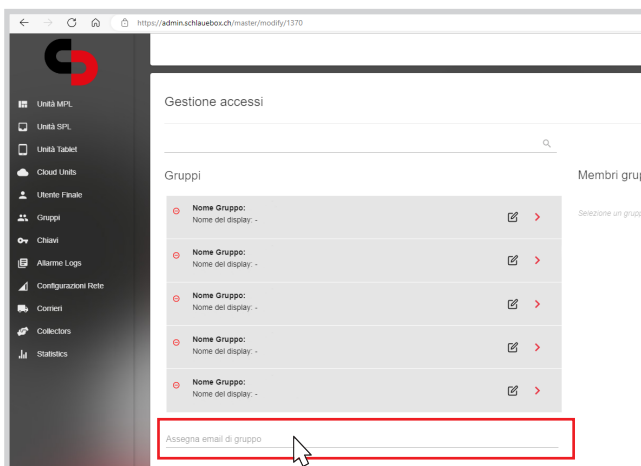 https://admin.schlauebox.ch/master/modify/1370
Unità MPL
Unità SPL
Unità Tablet
Cloud Units
Utente Finale
Gruppi
Chiavi
Allarme Logs
Configurazioni Rete
Corrieri
Collectors
Statistics
Gestione accessi
Gruppi
Nome Gruppo:
Nome del display: -
Nome Gruppo:
Nome del display: -
Nome Gruppo:
Nome del display: -
Nome Gruppo:
Nome del display: -
Nome Gruppo:
Nome del display: -
Assegna email di gruppo
Membri gru
Selezione un grupp